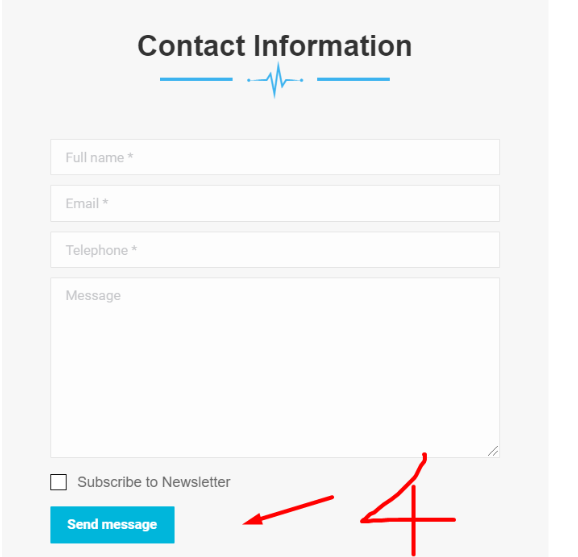 Contact Information
Full name *
Email *
Telephone *
Message
Subscribe to Newsletter
Send message
4